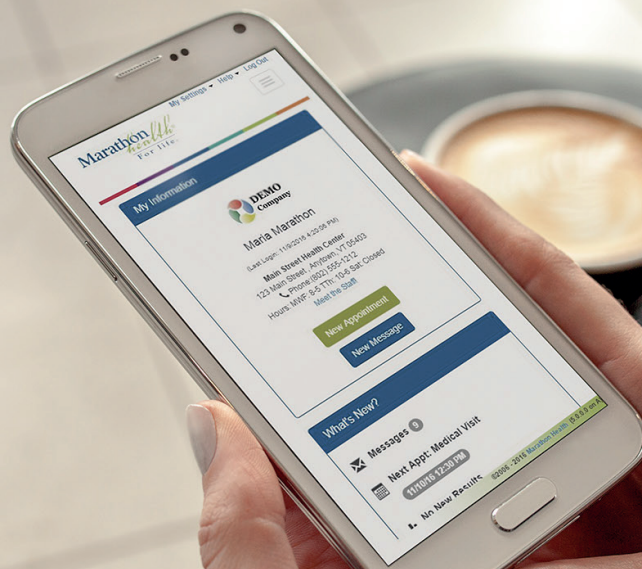 My Settings Help Log Out
Marathon
health
For life.
My Information
DEMO
Company
Maria Marathon
(Last Login: 11/9/2016 4:20:06 PM)
Main Street Health Center
123 Main Street, Anytown, VT 05403
Phone:(802) 555-1212
Hours: MWF: 8-5 TTh: 10-6 Sat: Closed
Meet the Staff!
New Appointment
New Message
What's New?
Messages 9
Next Appt: Medical Visit
11/10/16 12:30 PM
No New Results
©2006 - 2016 Marathon Health